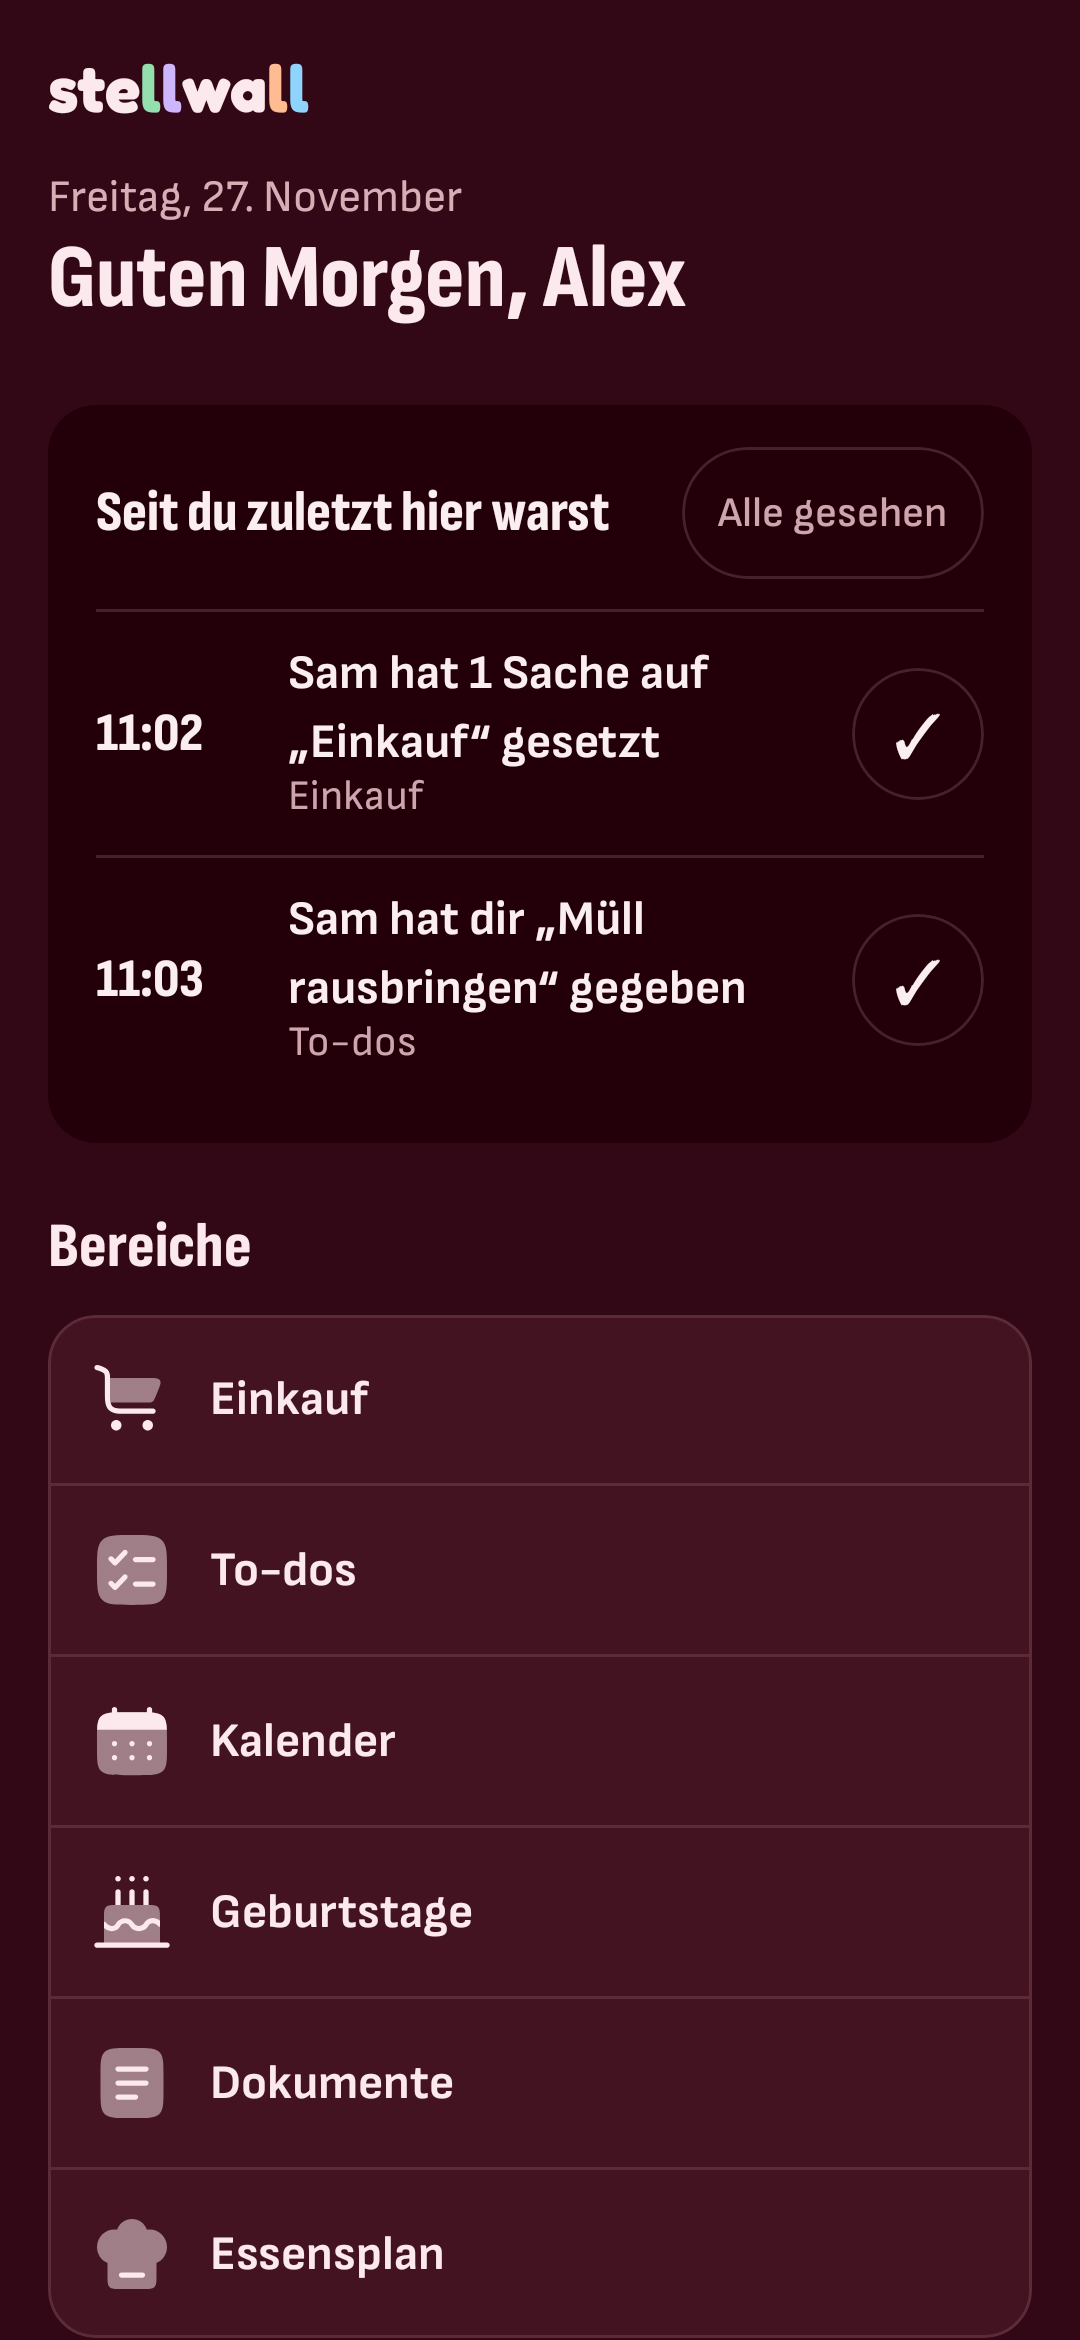 stellwall
Freitag, 27. November
Guten Morgen, Alex
Seit du zuletzt hier warst
Alle gesehen
11:02
Sam hat 1 Sache auf
„Einkauf“ gesetzt
Einkauf
11:03
Sam hat dir „Müll
rausbringen“ gegeben
To-dos
Bereiche
Einkauf
To-dos
Kalender
Geburtstage
Dokumente
Essensplan